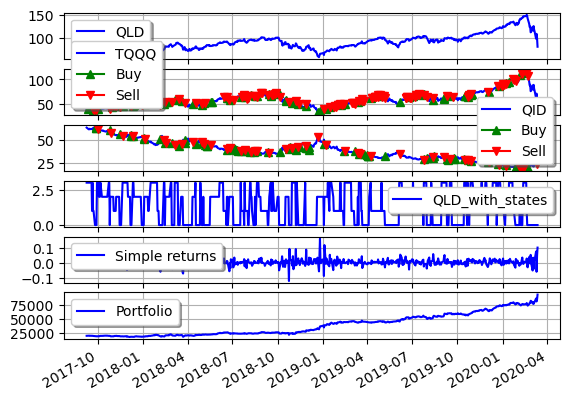 150
100
QLD
TQQQ
Buy
Sell
100
50
QID
Buy
Sell
50
25
2.5
0.0
QLD_with_states
0.1
0.0
−0.1
Simple returns
75000
50000
25000
Portfolio
2017-10
2018-01
2018-04
2018-07
2018-10
2019-01
2019-04
2019-07
2019-10
2020-01
2020-04